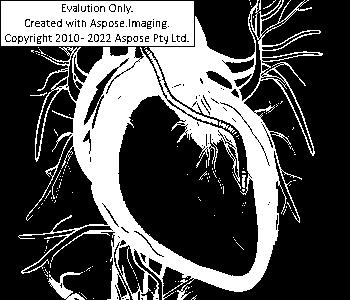 Evalution Only.
Created with Aspose.Imaging.
Copyright 2010- 2022 Aspose Pty Ltd.